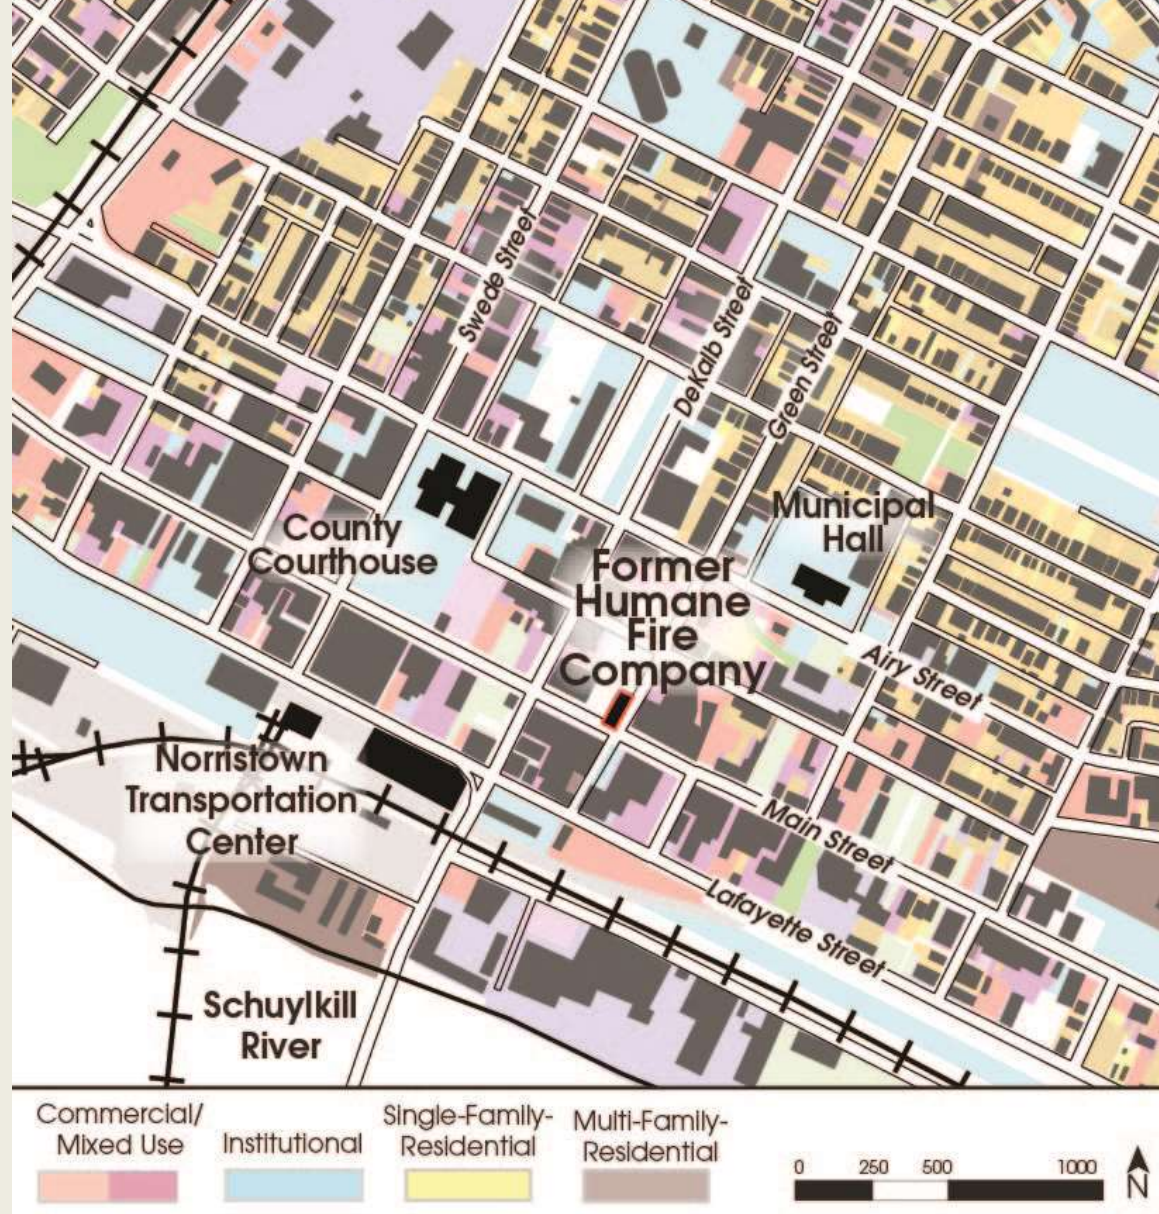 Swede Street
DeKalb Street
Green Street
County
Courthouse
Municipal
Hall
Former
Humane
Fire
Company
Airy Street
Norristown
Transportation
Center
Main Street
Lafayette Street
Schuylkill
River
Commercial/
Mixed Use
Institutional
Single-Family-
Residential
Multi-Family-
Residential
0 250 500 1000
N